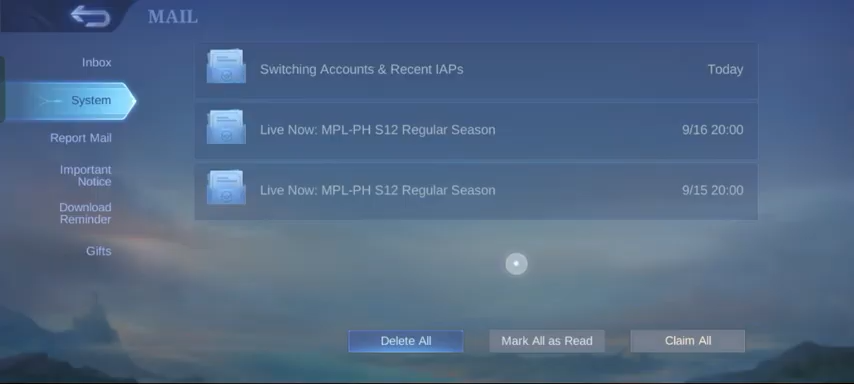 MAIL
Inbox
System
Report Mail
Important
Notice
Download
Reminder
Gifts
Switching Accounts & Recent IAPs Today
Live Now: MPL-PH S12 Regular Season 9/16 20:00
Live Now: MPL-PH S12 Regular Season 9/15 20:00
Delete All Mark All as Read Claim All